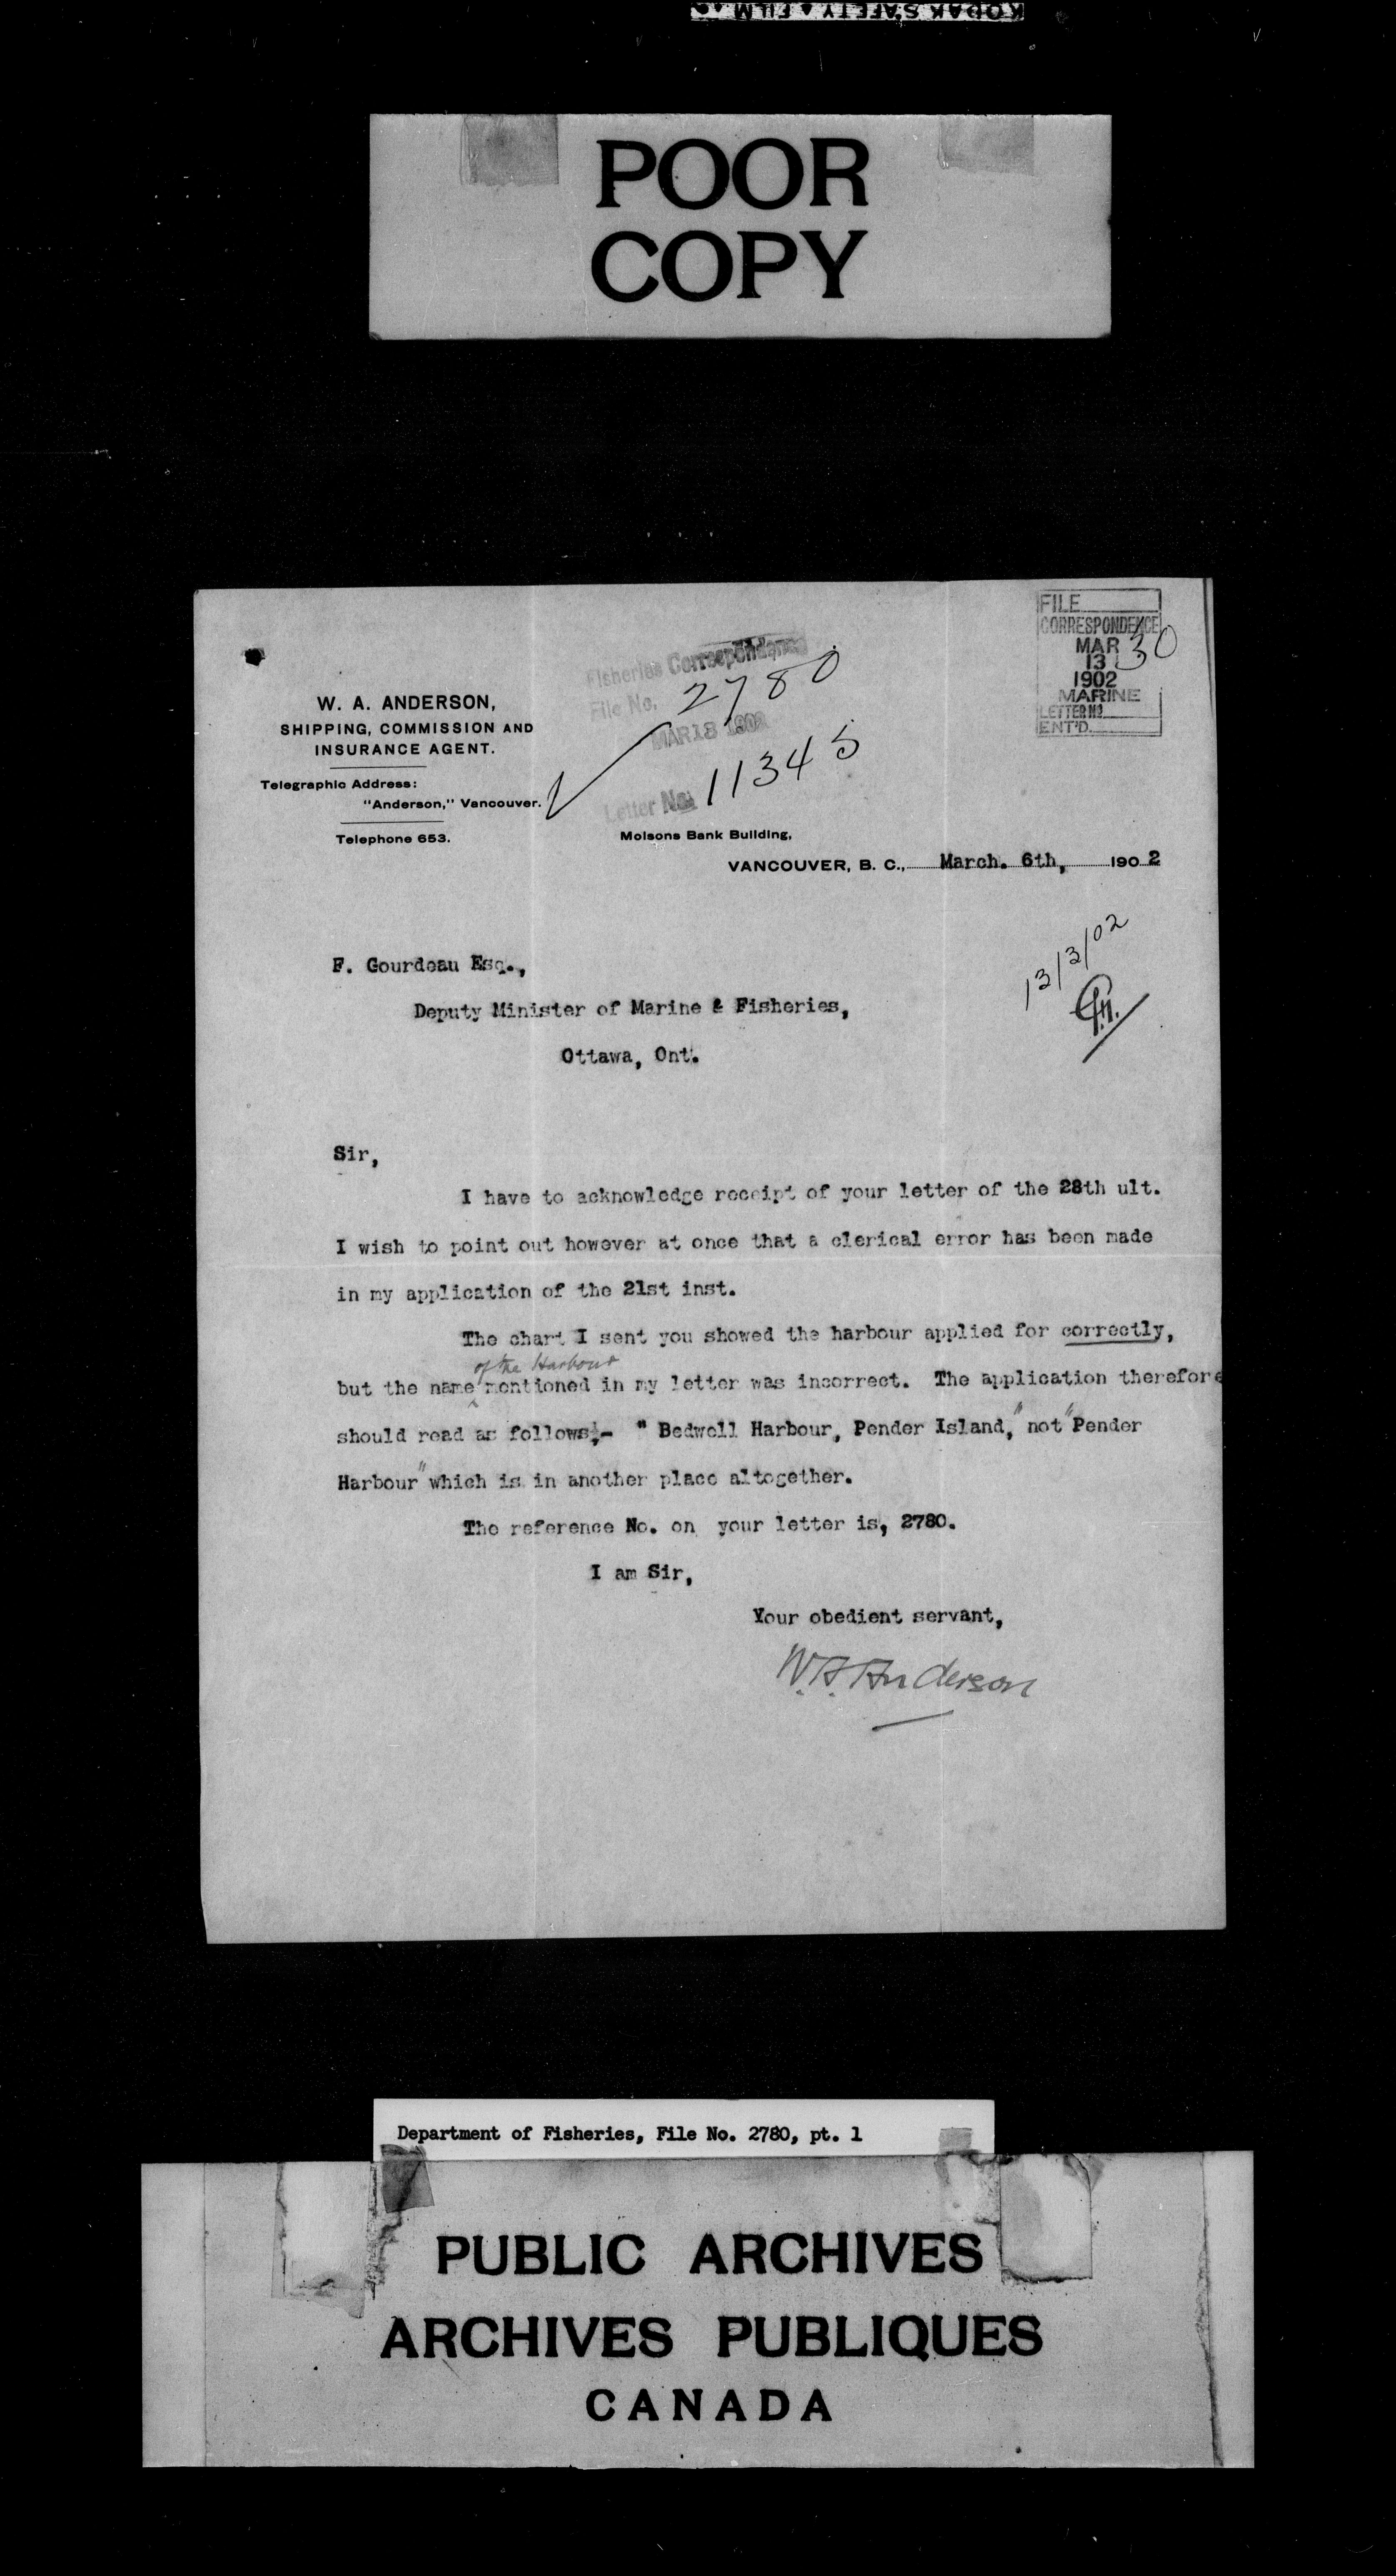 KODAK SAFETY FILM
POOR
COPY
FILE
CORRESPONDENCE
MAR 30
13
1902
MARINE
LETTER No
ENT'D.
Fisheries Correspondence
File No. 2780
MAR 13 1902
Letter No. 11345
W. A. ANDERSON,
SHIPPING, COMMISSION AND
INSURANCE AGENT.
Telegraphic Address:
"Anderson," Vancouver.
Telephone 653.
Molsons Bank Building,
VANCOUVER, B. C., March. 6th, 1902
13/3/02
F. Gourdeau Esq.,
Deputy Minister of Marine & Fisheries,
Ottawa, Ont.
Sir,
I have to acknowledge receipt of your letter of the 28th ult.
I wish to point out however at once that a clerical error has been made
in my application of the 21st inst.
The chart I sent you showed the harbour applied for correctly,
of the Harbour
but the name mentioned in my letter was incorrect. The application therefore
should read as follows:- " Bedwell Harbour, Pender Island," not "Pender
Harbour" which is in another place altogether.
The reference No. on your letter is, 2780.
I am Sir,
Your obedient servant,
W.A. Anderson
Department of Fisheries, File No. 2780, pt. 1
PUBLIC ARCHIVES
ARCHIVES PUBLIQUES
CANADA